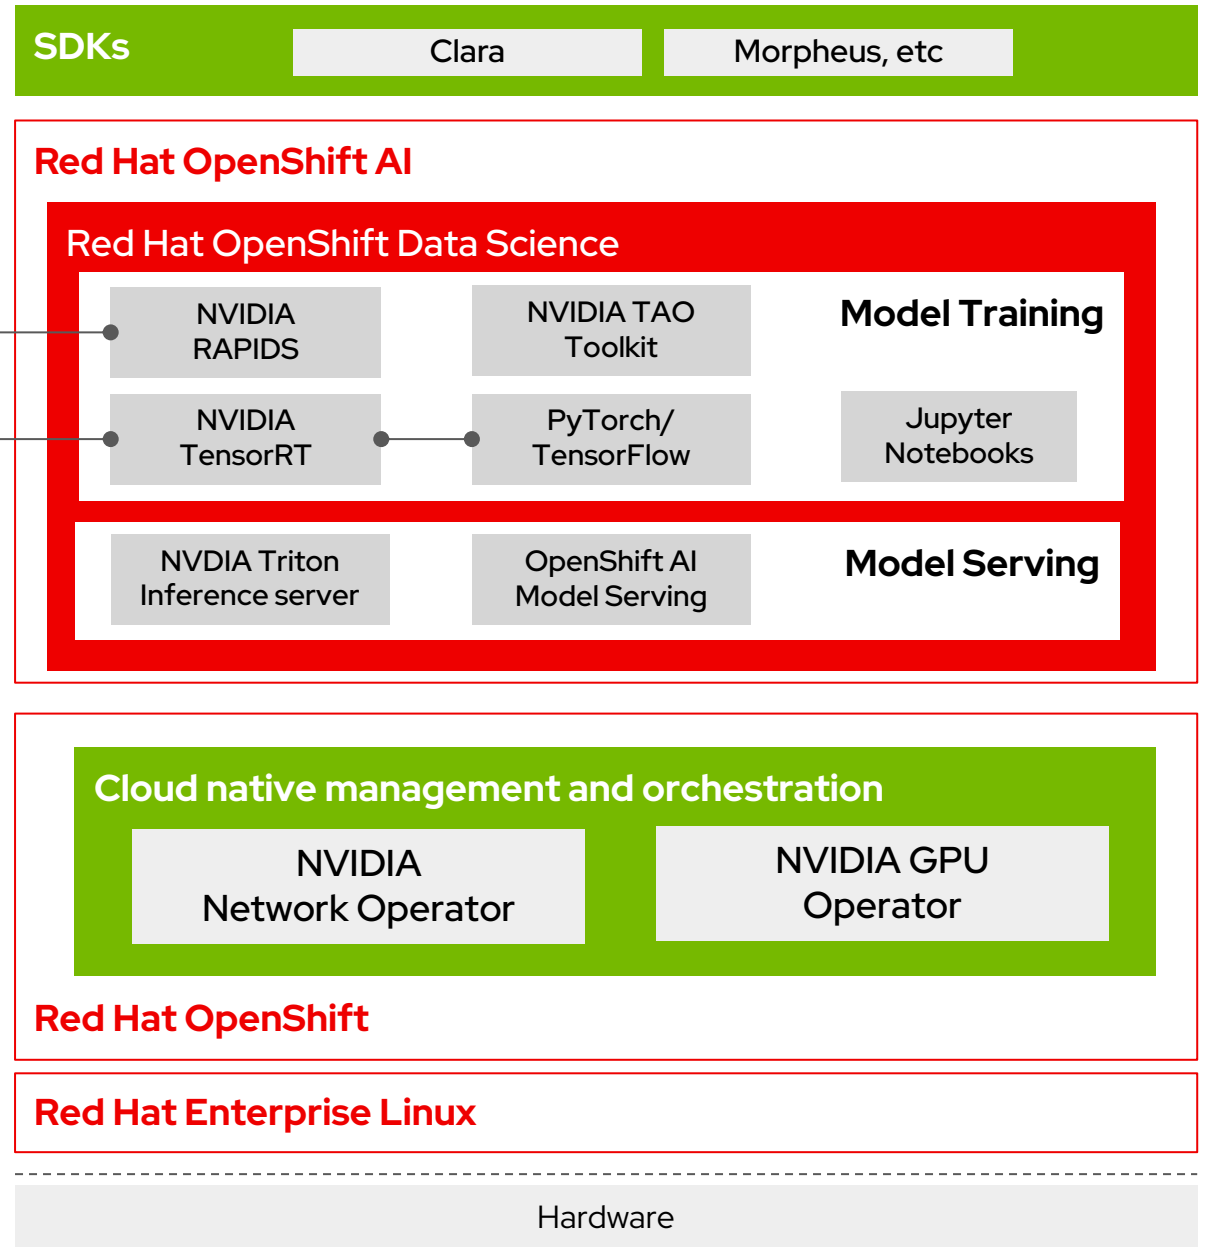 SDKs
Clara
Morpheus, etc
Red Hat OpenShift AI
Red Hat OpenShift Data Science
NVIDIA
RAPIDS
NVIDIA TAO
Toolkit
Model Training
NVIDIA
TensorRT
PyTorch/
TensorFlow
Jupyter
Notebooks
NVDIA Triton
Inference server
OpenShift AI
Model Serving
Model Serving
Cloud native management and orchestration
NVIDIA
Network Operator
NVIDIA GPU
Operator
Red Hat OpenShift
Red Hat Enterprise Linux
Hardware